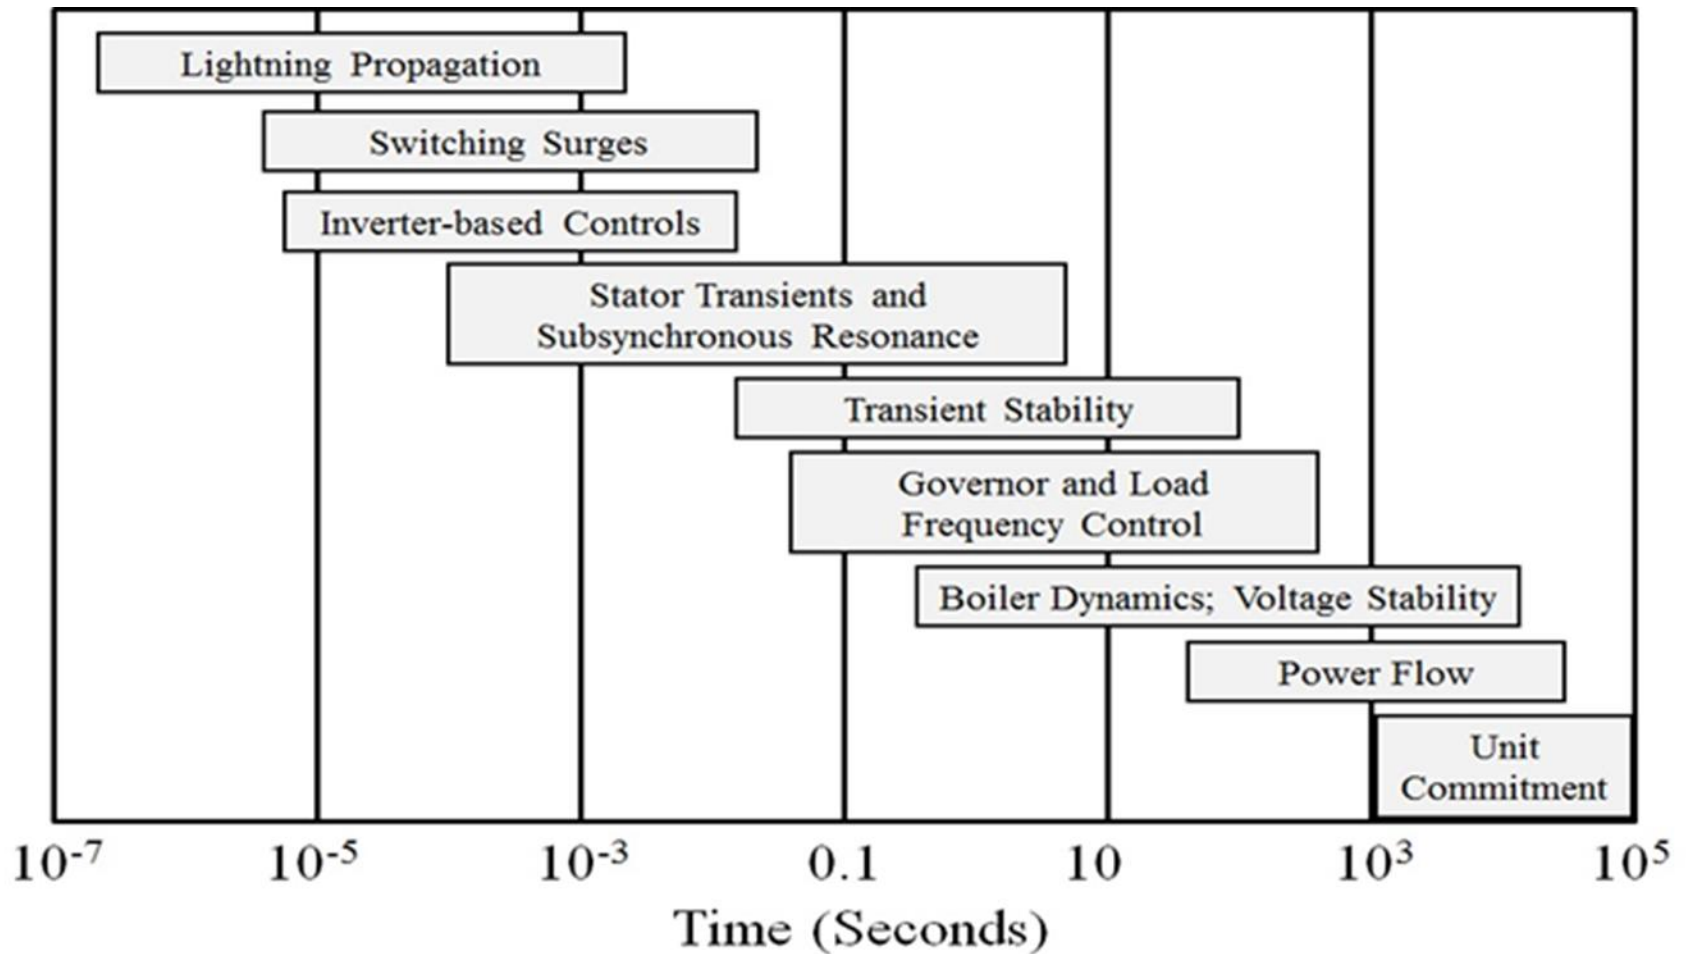 Lightning Propagation
Switching Surges
Inverter-based Controls
Stator Transients and
Subsynchronous Resonance
Transient Stability
Governor and Load
Frequency Control
Boiler Dynamics; Voltage Stability
Power Flow
Unit
Commitment
10-7 10-5 10-3 0.1 10 10³ 10⁵
Time (Seconds)